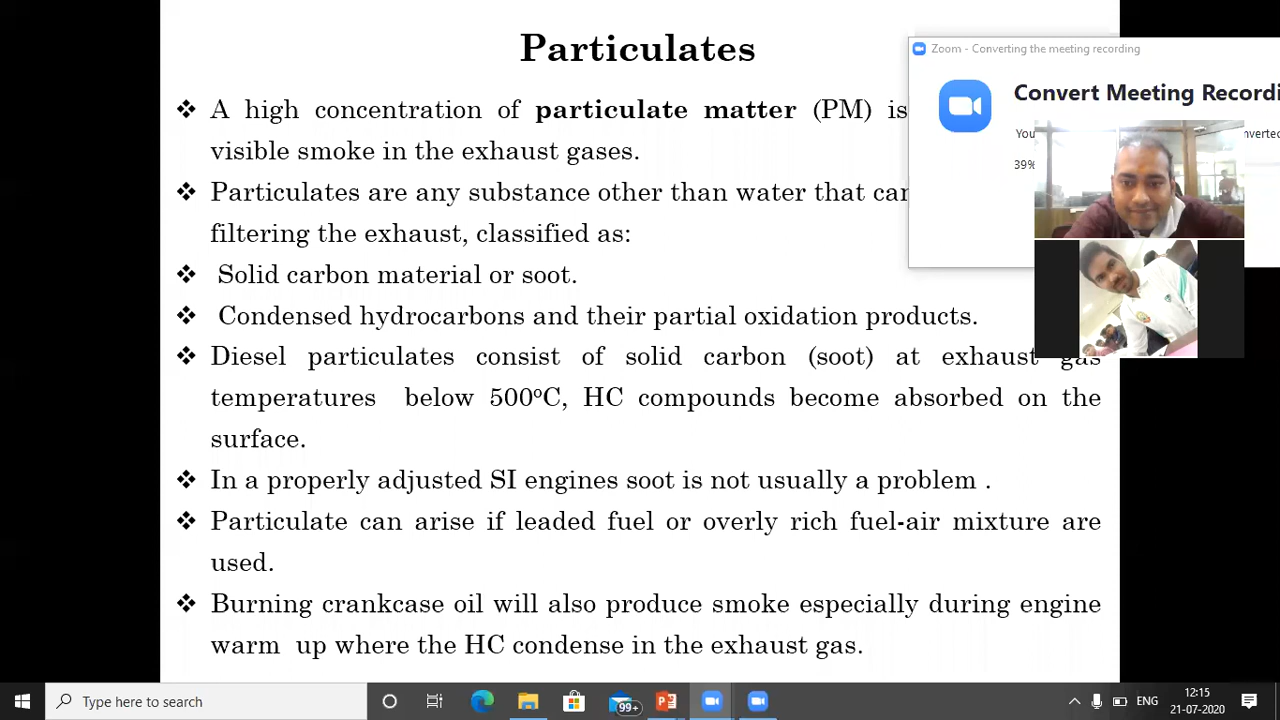 Particulates
❖ A high concentration of particulate matter (PM) is
visible smoke in the exhaust gases.
❖ Particulates are any substance other than water that can
filtering the exhaust, classified as:
❖ Solid carbon material or soot.
❖ Condensed hydrocarbons and their partial oxidation products.
❖ Diesel particulates consist of solid carbon (soot) at exhaust gas
temperatures below 500°C, HC compounds become absorbed on the
surface.
❖ In a properly adjusted SI engines soot is not usually a problem .
❖ Particulate can arise if leaded fuel or overly rich fuel-air mixture are
used.
❖ Burning crankcase oil will also produce smoke especially during engine
warm up where the HC condense in the exhaust gas.
Zoom - Converting the meeting recording
Convert Meeting
You
39%
Type here to search
99+
ENG
12:15
21-07-2020